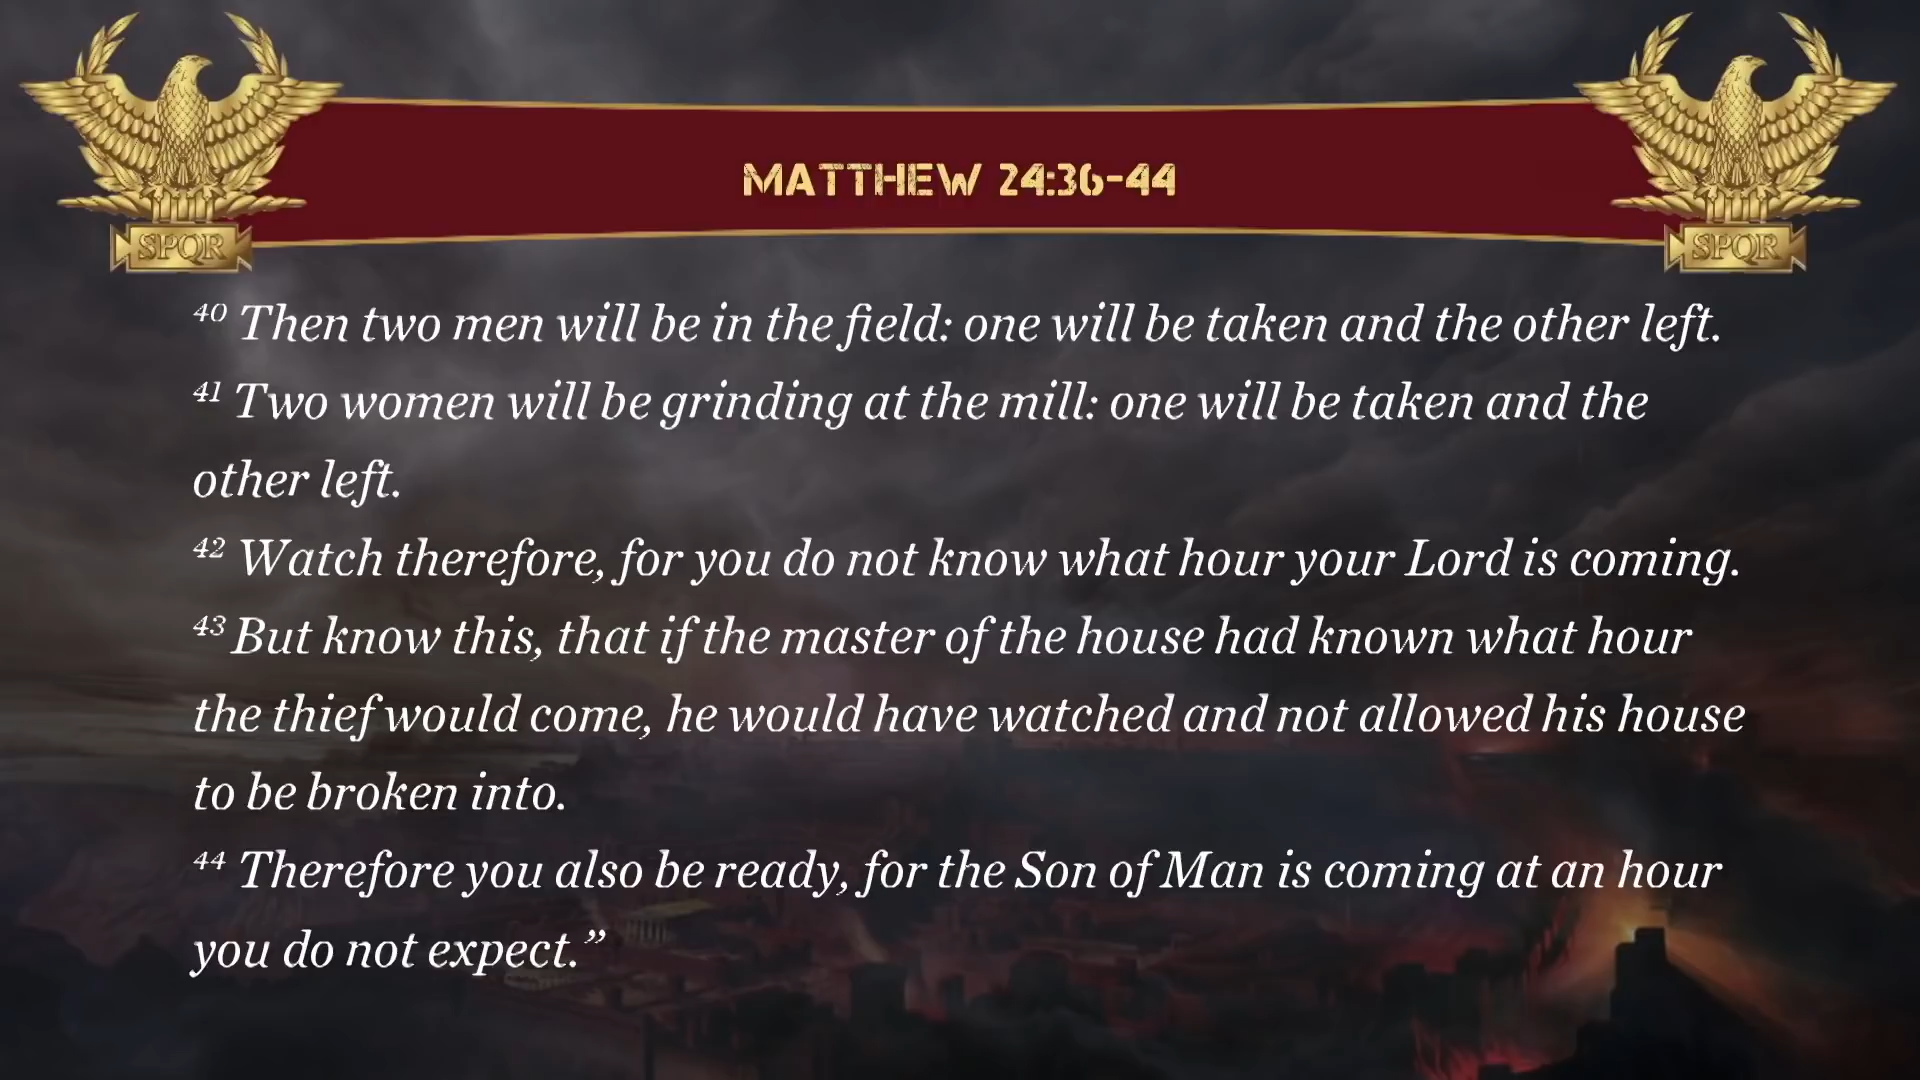 SPQR
SPQR
MATTHEW 24:36-44
40 Then two men will be in the field: one will be taken and the other left.
41 Two women will be grinding at the mill: one will be taken and the
other left.
42 Watch therefore, for you do not know what hour your Lord is coming.
43 But know this, that if the master of the house had known what hour
the thief would come, he would have watched and not allowed his house
to be broken into.
44 Therefore you also be ready, for the Son of Man is coming at an hour
you do not expect.”